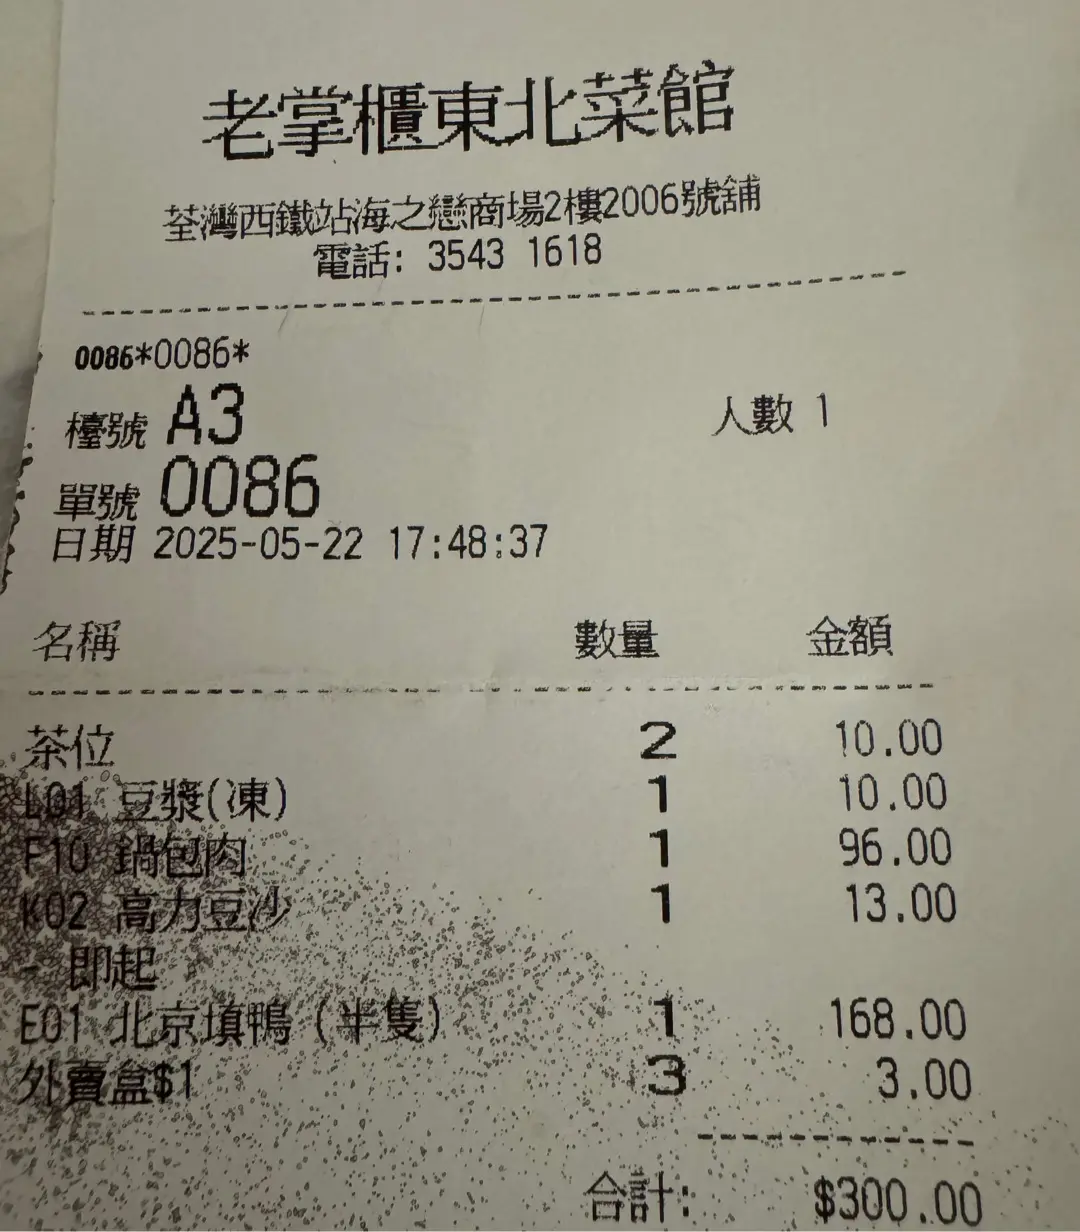 老掌櫃東北菜館
荃灣西鐵站海之戀商場2樓2006號舖
電話: 3543 1618
0086*0086*
檯號 A3 人數 1
單號 0086
日期 2025-05-22 17:48:37
名稱 數量 金額
茶位 2 10.00
L01 豆漿(凍) 1 10.00
F10 鍋包肉 1 96.00
K02 高力豆沙 1 13.00
- 即起
E01 北京填鴨(半隻) 1 168.00
外賣盒$1 3 3.00
合計: $300.00